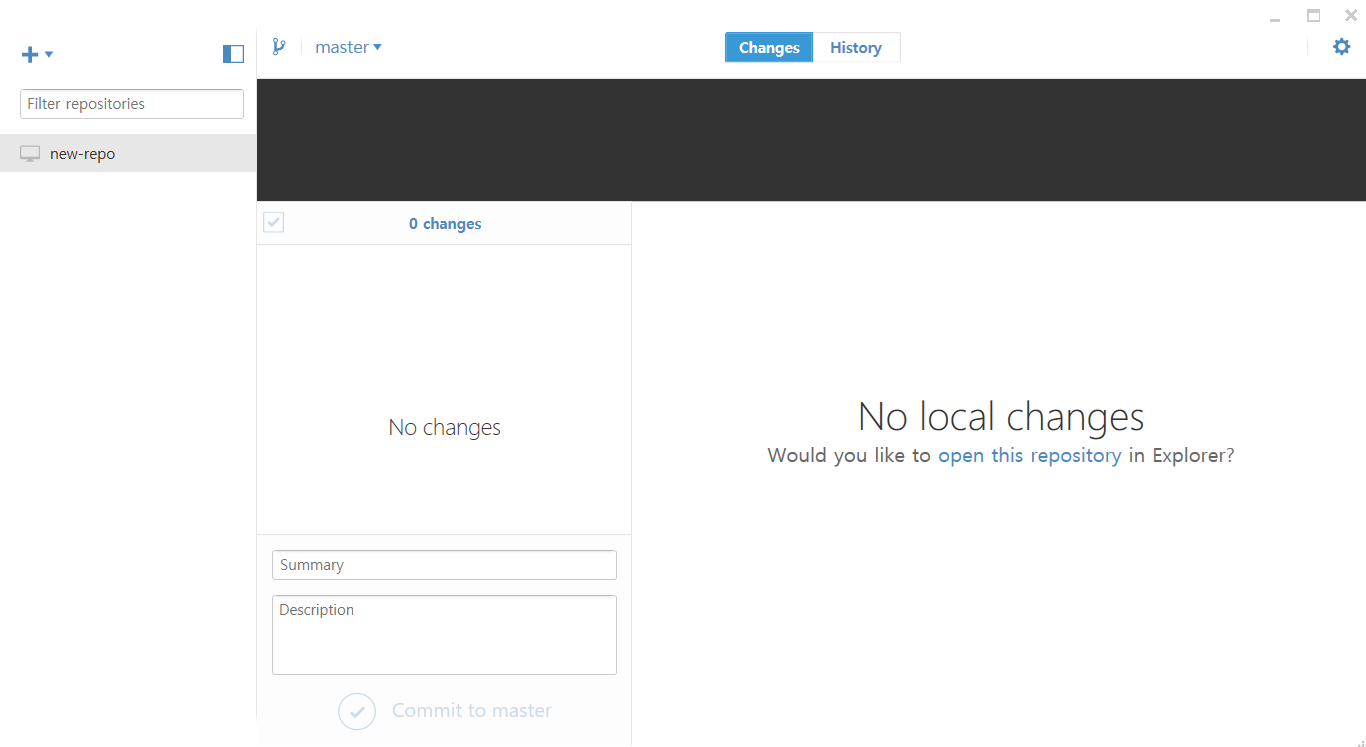 master
Changes
History
Filter repositories
new-repo
0 changes
No changes
No local changes
Would you like to open this repository in Explorer?
Summary
Description
Commit to master